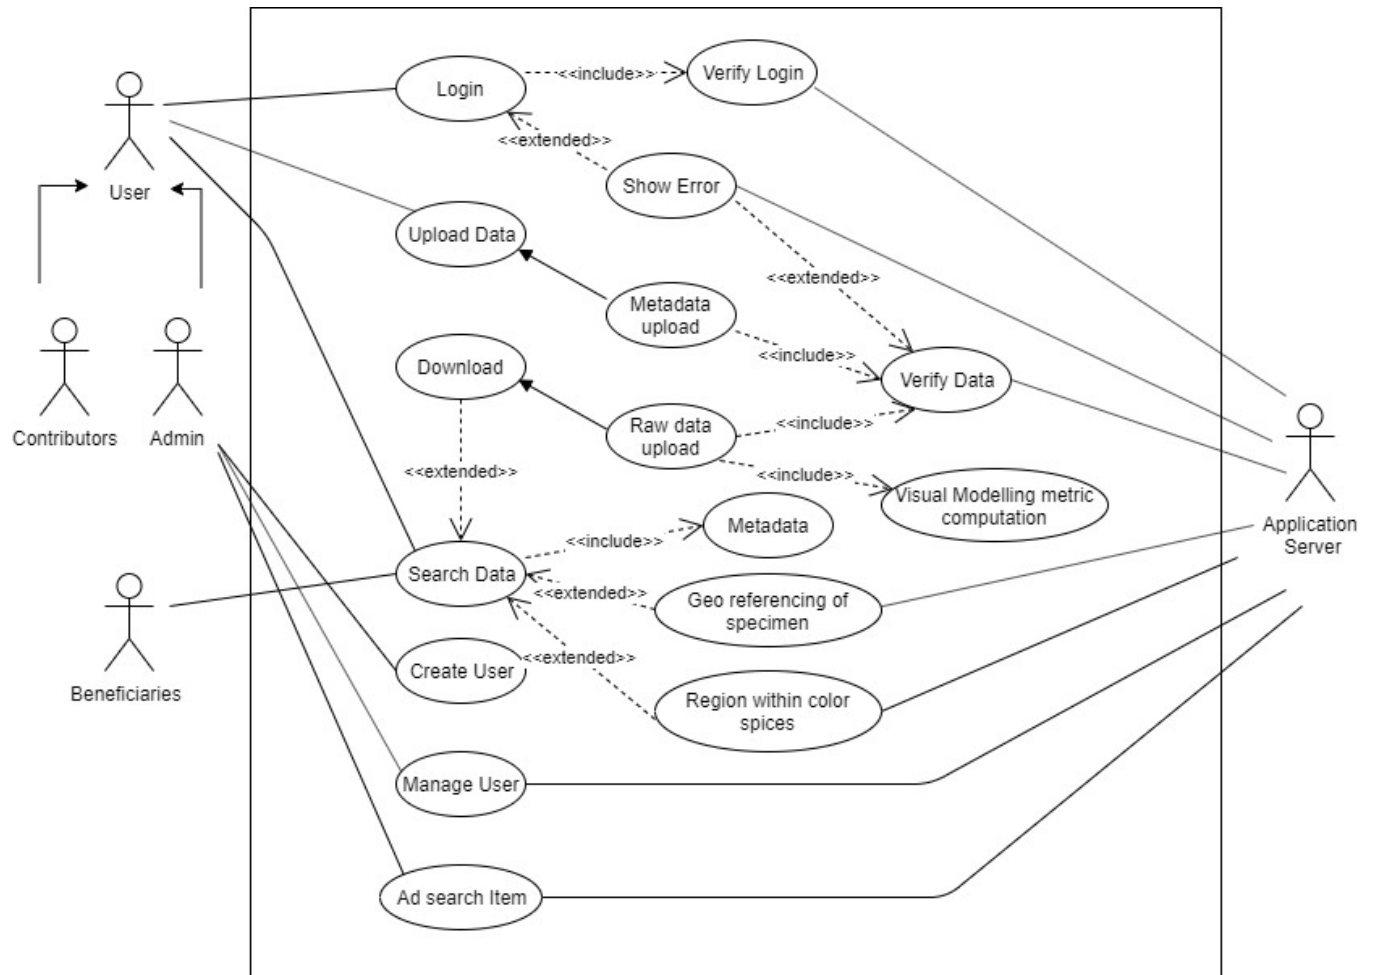 Login
<<include>>
Verify Login
<<extended>>
User
Show Error
Upload Data
<<extended>>
Metadata
upload
<<include>>
Download
Verify Data
Contributors
Admin
Raw data
upload
<<include>>
<<extended>>
<<include>>
Visual Modelling metric
computation
Metadata
Application
Server
<<include>>
Search Data
<<extended>>
Geo referencing of
specimen
Beneficiaries
Create User
<<extended>>
Region within color
spices
Manage User
Ad search Item